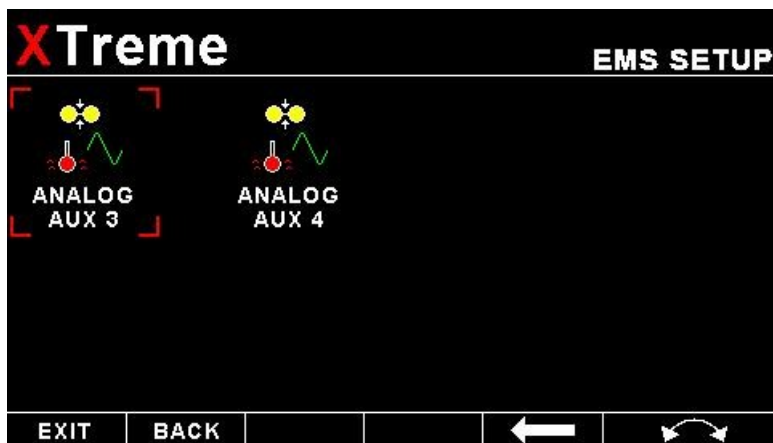 XTreme
EMS SETUP
ANALOG
AUX 3
ANALOG
AUX 4
EXIT
BACK